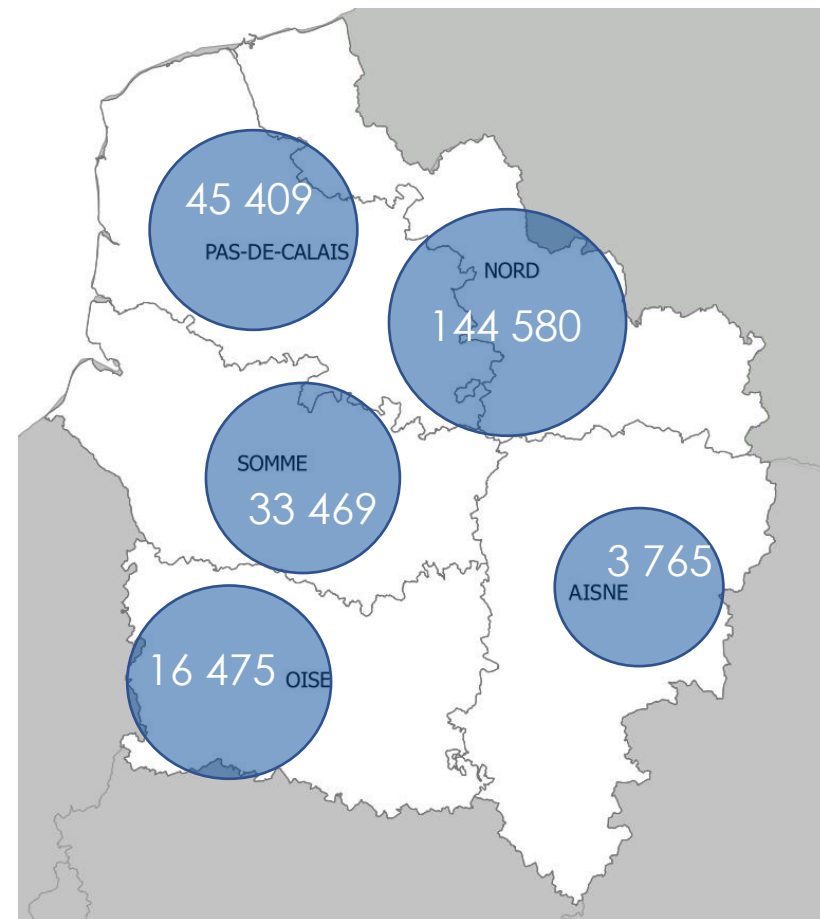 45 409
PAS-DE-CALAIS
NORD
144 580
SOMME
33 469
3 765
AISNE
16 475 OISE